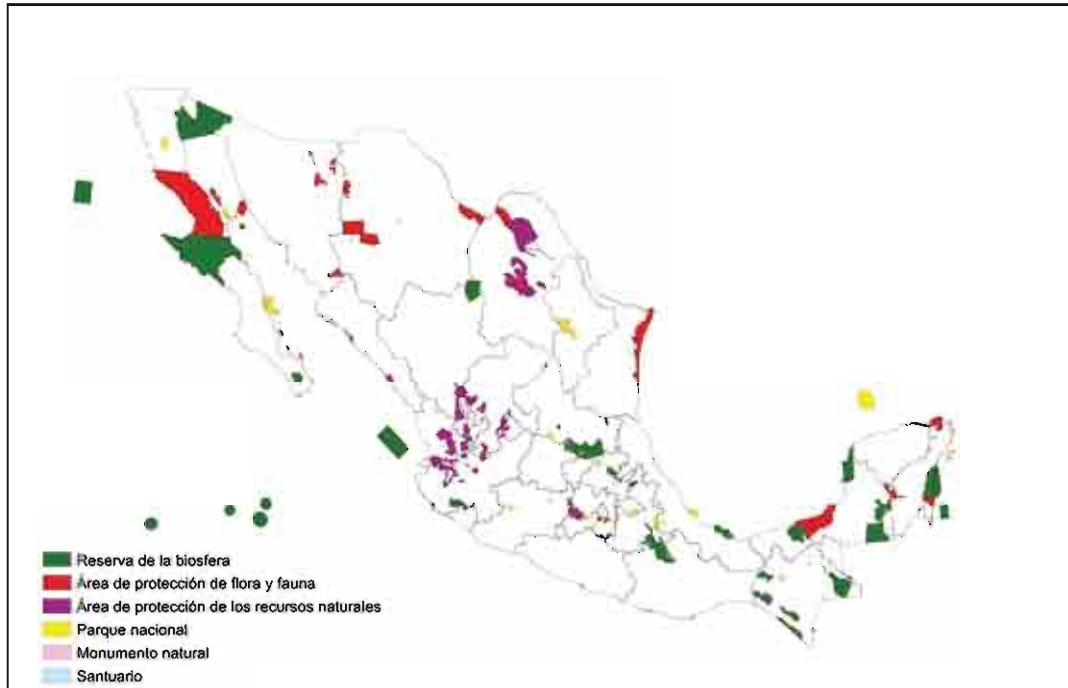 Reserva de la biosfera
Área de protección de flora y fauna
Área de protección de los recursos naturales
Parque nacional
Monumento natural
Santuario